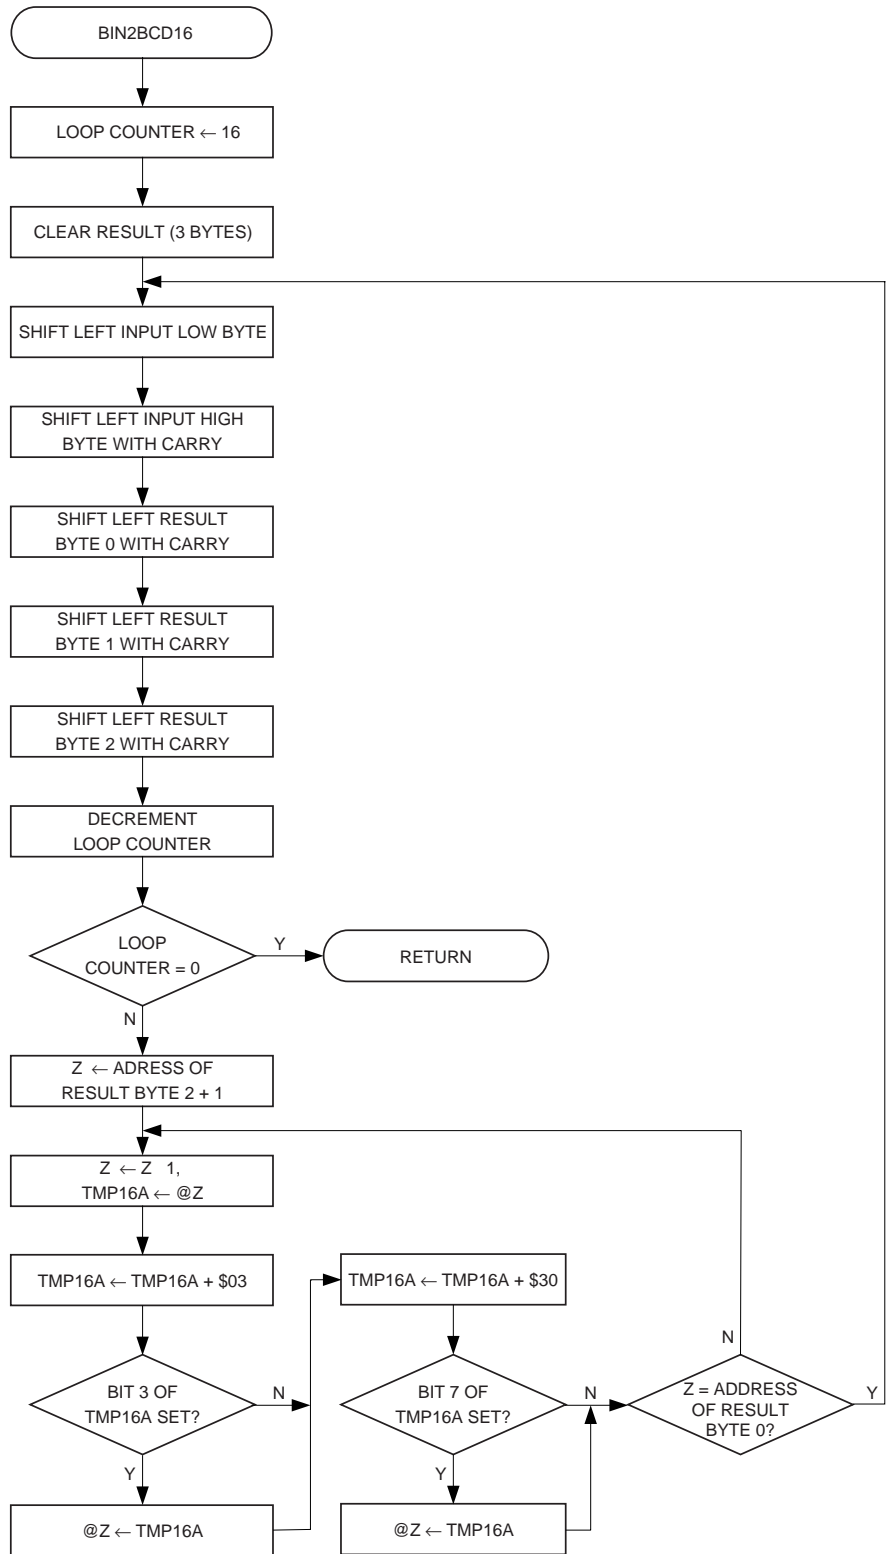 BIN2BCD16
LOOP COUNTER ← 16
CLEAR RESULT (3 BYTES)
SHIFT LEFT INPUT LOW BYTE
SHIFT LEFT INPUT HIGH
BYTE WITH CARRY
SHIFT LEFT RESULT
BYTE 0 WITH CARRY
SHIFT LEFT RESULT
BYTE 1 WITH CARRY
SHIFT LEFT RESULT
BYTE 2 WITH CARRY
DECREMENT
LOOP COUNTER
LOOP
COUNTER = 0
Y
RETURN
N
Z ← ADRESS OF
RESULT BYTE 2 + 1
Z ← Z 1,
TMP16A ← @Z
TMP16A ← TMP16A + $03
BIT 3 OF
TMP16A SET?
N
Y
@Z ← TMP16A
TMP16A ← TMP16A + $30
BIT 7 OF
TMP16A SET?
N
Y
@Z ← TMP16A
Z = ADDRESS
OF RESULT
BYTE 0?
N
Y